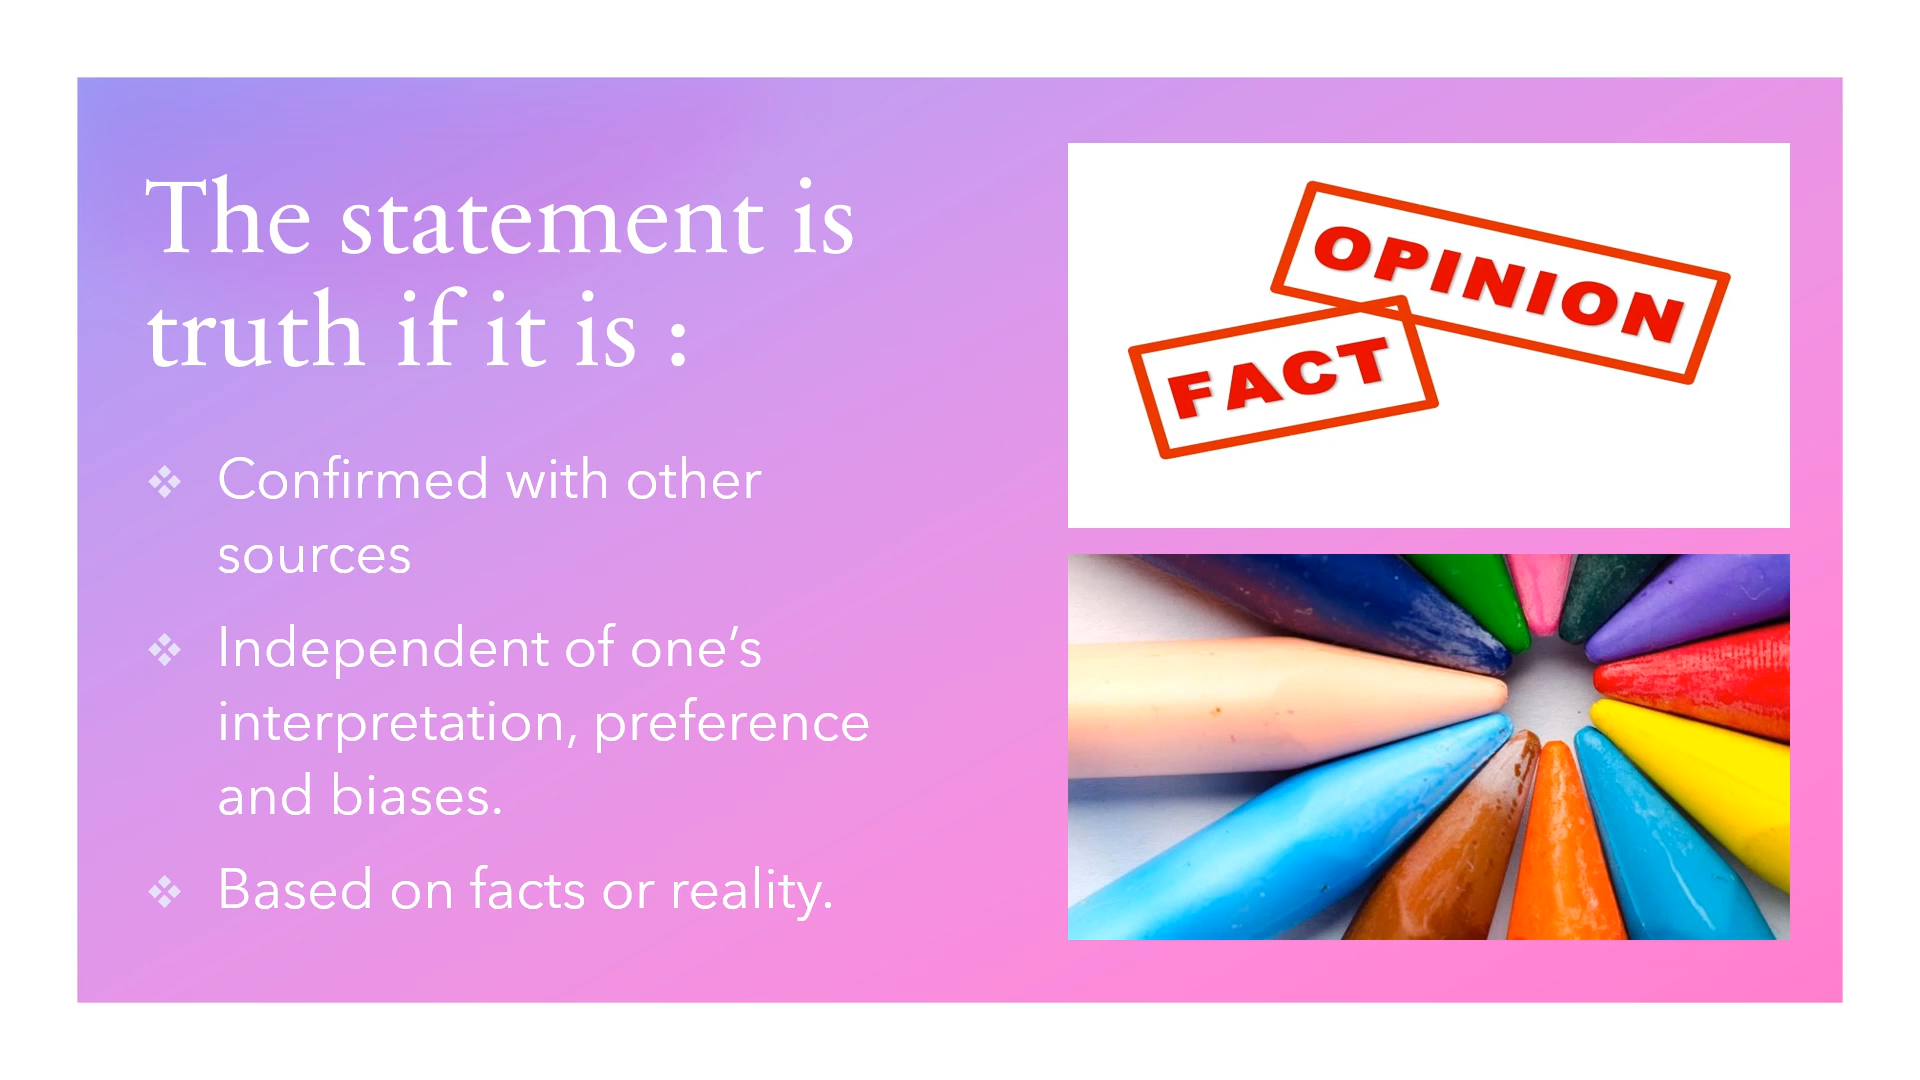 The statement is
truth if it is :
❖ Confirmed with other
sources
❖ Independent of one’s
interpretation, preference
and biases.
❖ Based on facts or reality.
OPINION
FACT